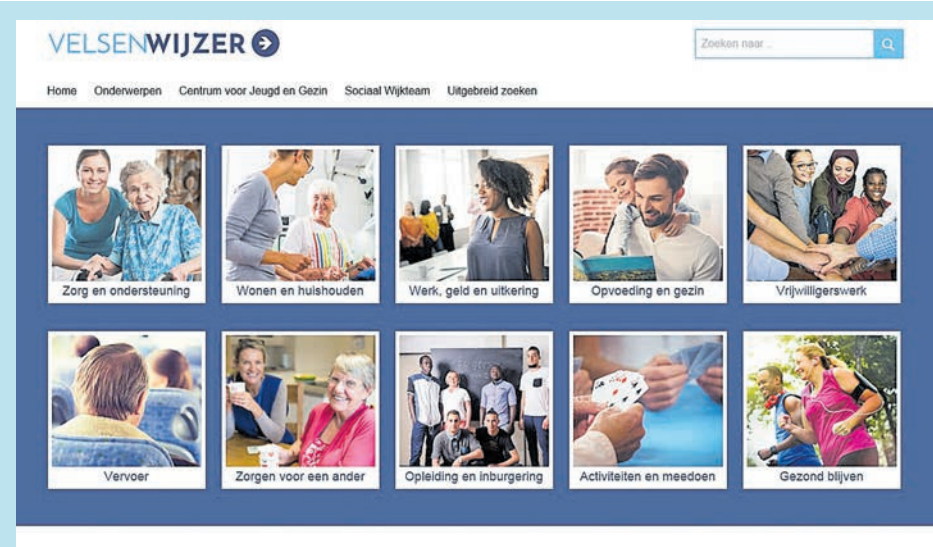 VELSENWIJZER
Zoeken naar ..
Home Onderwerpen Centrum voor Jeugd en Gezin Sociaal Wijkteam Uitgebreid zoeken
Zorg en ondersteuning
Wonen en huishouden
Werk, geld en uitkering
Opvoeding en gezin
Vrijwilligerswerk
Vervoer
Zorgen voor een ander
Opleiding en inburgering
Activiteiten en meedoen
Gezond blijven